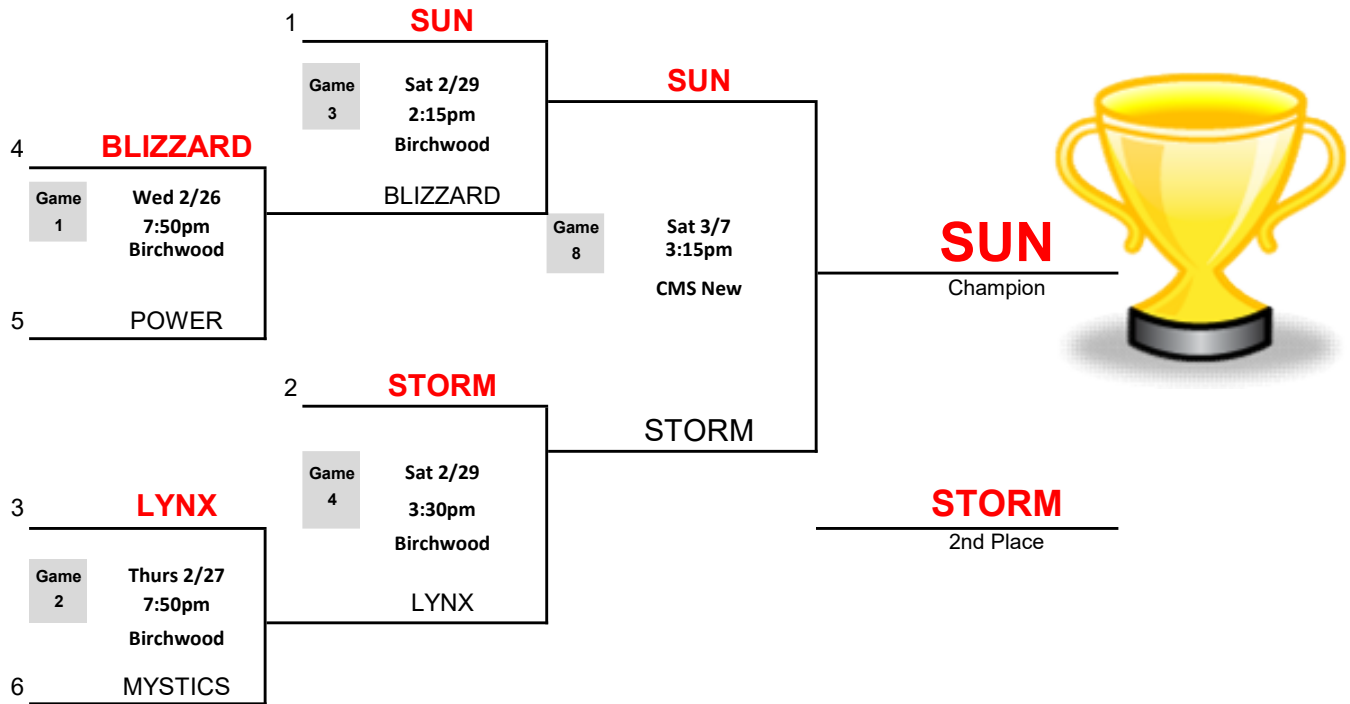 1 SUN
Game 3
Sat 2/29
2:15pm
Birchwood
SUN
4 BLIZZARD
Game 1
Wed 2/26
7:50pm
Birchwood
BLIZZARD
5 POWER
Game 8
Sat 3/7
3:15pm
CMS New
SUN
Champion
2 STORM
Game 4
Sat 2/29
3:30pm
Birchwood
STORM
3 LYNX
Game 2
Thurs 2/27
7:50pm
Birchwood
LYNX
6 MYSTICS
STORM
2nd Place